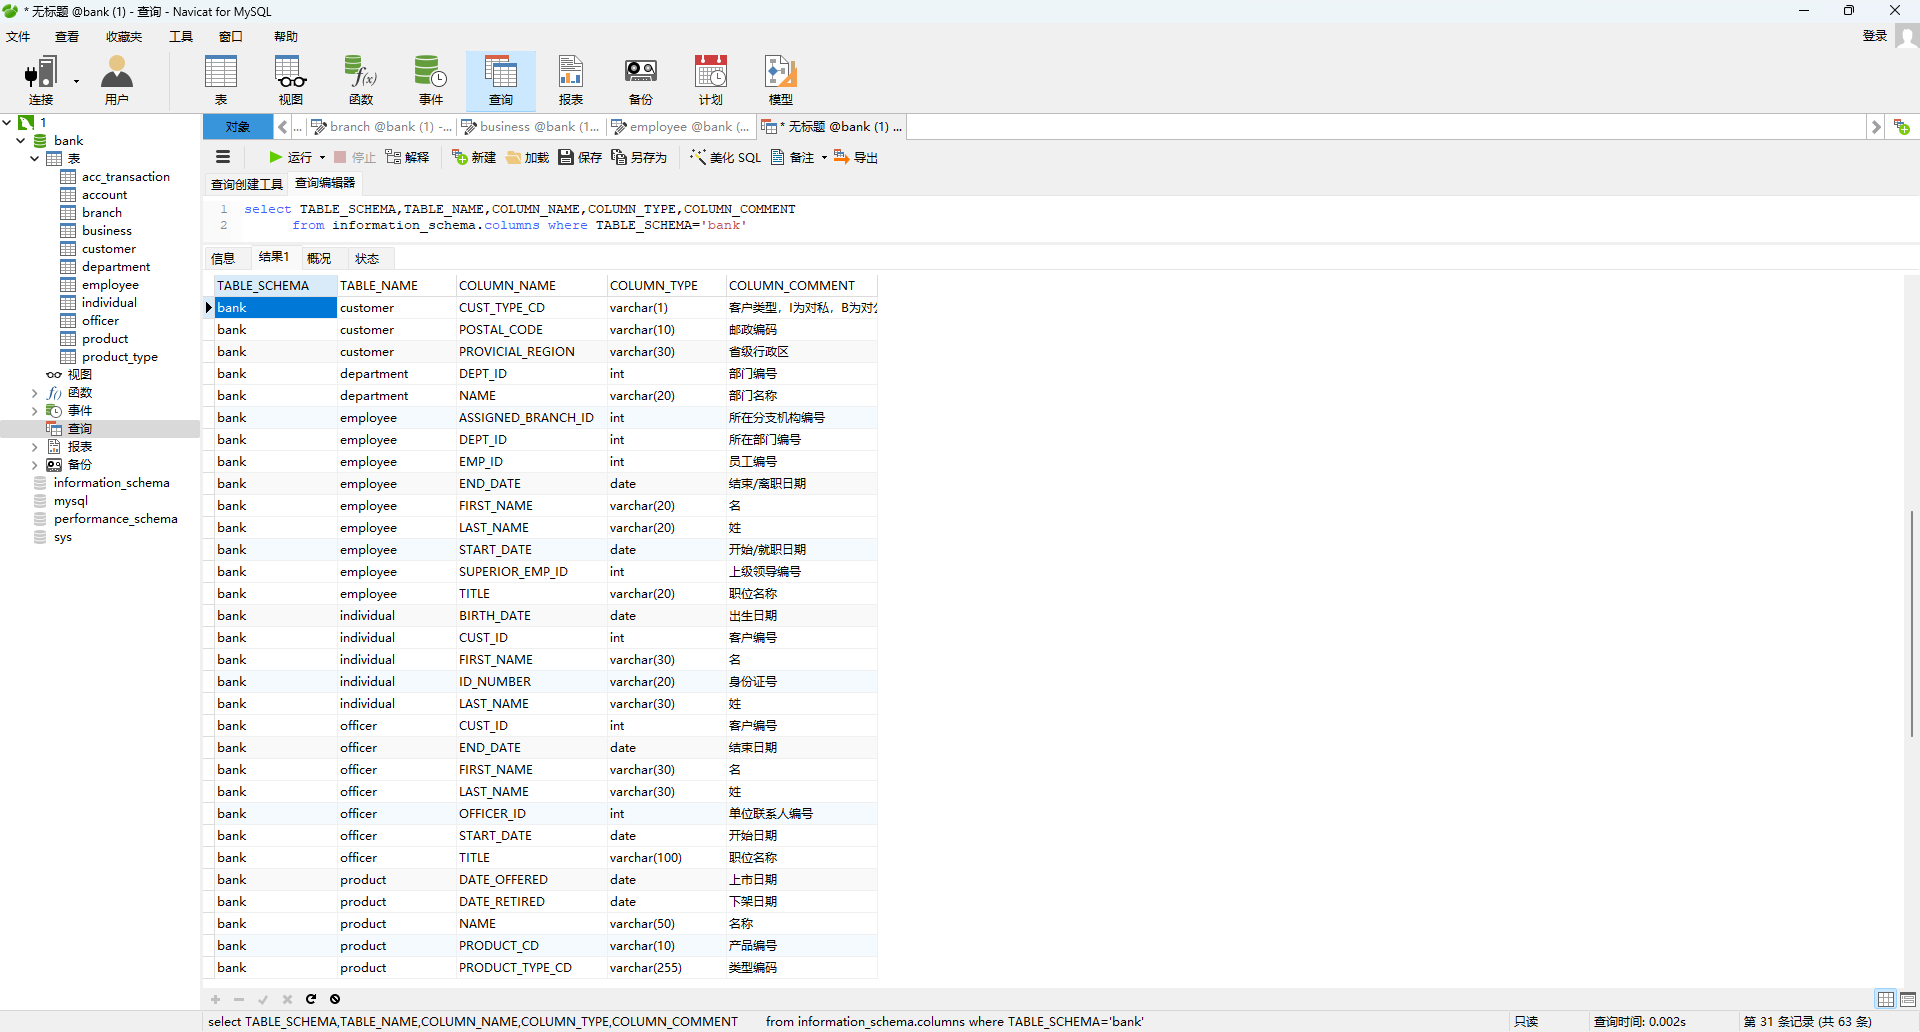 * 无标题 @bank (1) - 查询 - Navicat for MySQL
文件 查看 收藏夹 工具 窗口 帮助 登录
连接 用户 表 视图 函数 事件 查询 报表 备份 计划 模型
对象 ... branch @bank (1) -... business @bank (1... employee @bank (... * 无标题 @bank (1) ...
运行 停止 解释 新建 加载 保存 另存为 美化 SQL 备注 导出
查询创建工具 查询编辑器
1 select TABLE_SCHEMA,TABLE_NAME,COLUMN_NAME,COLUMN_TYPE,COLUMN_COMMENT
2 from information_schema.columns where TABLE_SCHEMA='bank'
信息 结果1 概况 状态
1
bank
表
acc_transaction
account
branch
business
customer
department
employee
individual
officer
product
product_type
视图
函数
事件
查询
报表
备份
information_schema
mysql
performance_schema
sys
TABLE_SCHEMA TABLE_NAME COLUMN_NAME COLUMN_TYPE COLUMN_COMMENT
bank customer CUST_TYPE_CD varchar(1) 客户类型，I为对私，B为对
bank customer POSTAL_CODE varchar(10) 邮政编码
bank customer PROVICIAL_REGION varchar(30) 省级行政区
bank department DEPT_ID int 部门编号
bank department NAME varchar(20) 部门名称
bank employee ASSIGNED_BRANCH_ID int 所在分支机构编号
bank employee DEPT_ID int 所在部门编号
bank employee EMP_ID int 员工编号
bank employee END_DATE date 结束/离职日期
bank employee FIRST_NAME varchar(20) 名
bank employee LAST_NAME varchar(20) 姓
bank employee START_DATE date 开始/就职日期
bank employee SUPERIOR_EMP_ID int 上级领导编号
bank employee TITLE varchar(20) 职位名称
bank individual BIRTH_DATE date 出生日期
bank individual CUST_ID int 客户编号
bank individual FIRST_NAME varchar(30) 名
bank individual ID_NUMBER varchar(20) 身份证号
bank individual LAST_NAME varchar(30) 姓
bank officer CUST_ID int 客户编号
bank officer END_DATE date 结束日期
bank officer FIRST_NAME varchar(30) 名
bank officer LAST_NAME varchar(30) 姓
bank officer OFFICER_ID int 单位联系人编号
bank officer START_DATE date 开始日期
bank officer TITLE varchar(100) 职位名称
bank product DATE_OFFERED date 上市日期
bank product DATE_RETIRED date 下架日期
bank product NAME varchar(50) 名称
bank product PRODUCT_CD varchar(10) 产品编号
bank product PRODUCT_TYPE_CD varchar(255) 类型编码
select TABLE_SCHEMA,TABLE_NAME,COLUMN_NAME,COLUMN_TYPE,COLUMN_COMMENT from information_schema.columns where TABLE_SCHEMA='bank' 只读 查询时间: 0.002s 第 31 条记录 (共 63 条)